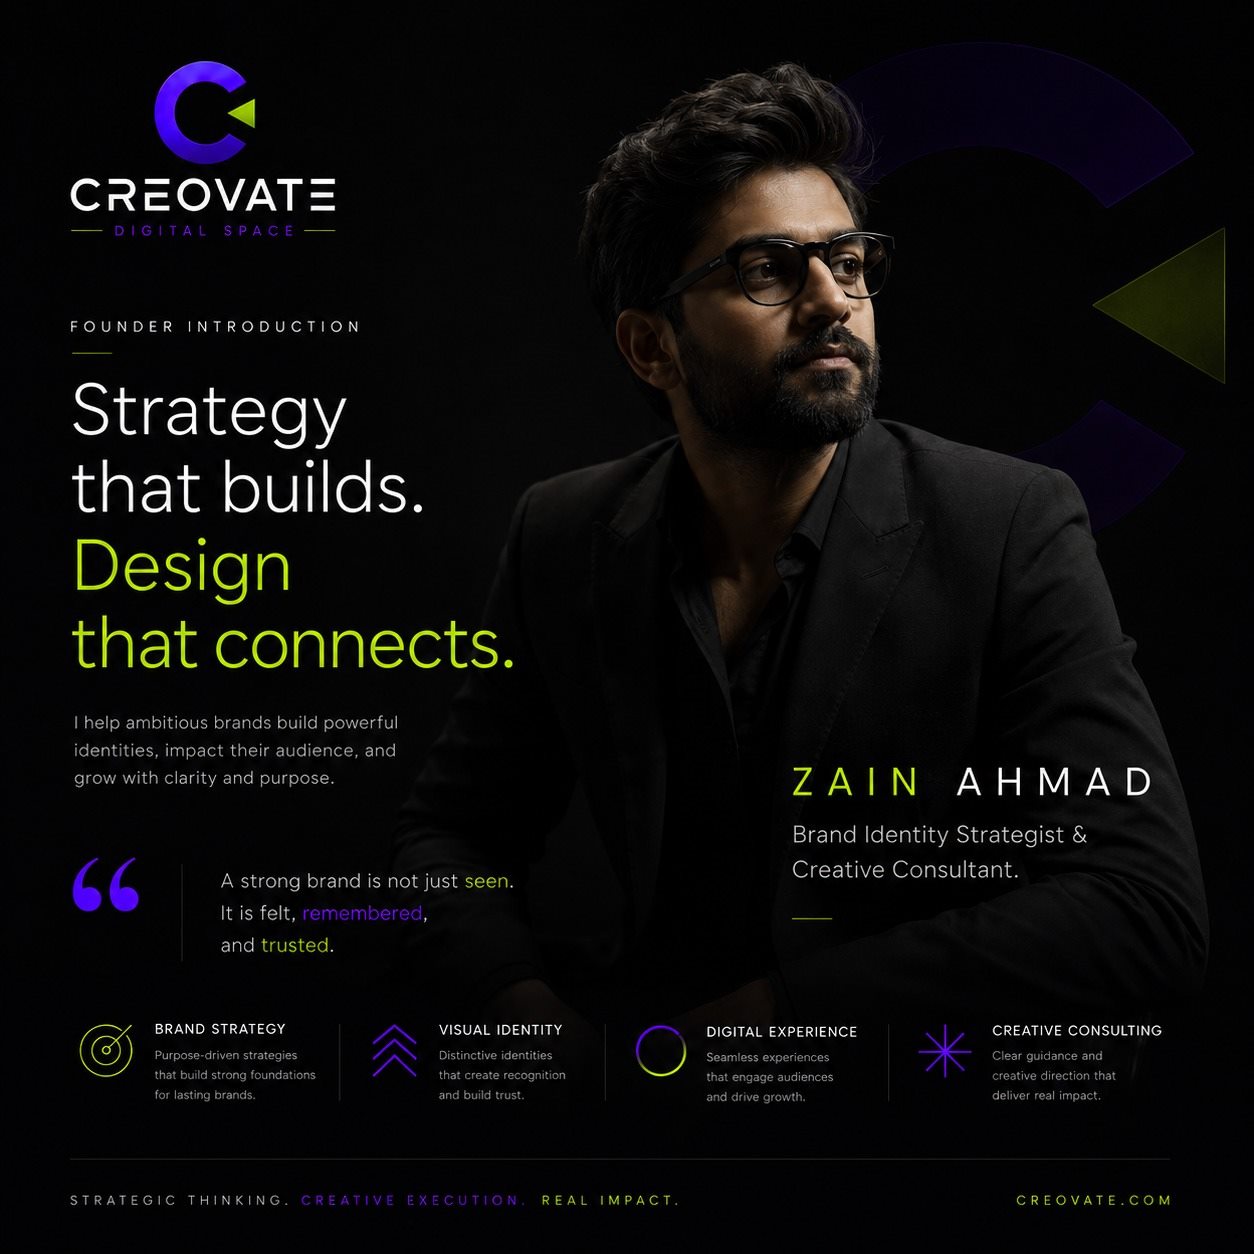 CREOVATE
DIGITAL SPACE
FOUNDER INTRODUCTION
Strategy
that builds.
Design
that connects.
I help ambitious brands build powerful
identities, impact their audience, and
grow with clarity and purpose.
ZAIN AHMAD
Brand Identity Strategist &
Creative Consultant.
“
A strong brand is not just seen.
It is felt, remembered,
and trusted.
BRAND STRATEGY
Purpose-driven strategies
that build strong foundations
for lasting brands.
VISUAL IDENTITY
Distinctive identities
that create recognition
and build trust.
DIGITAL EXPERIENCE
Seamless experiences
that engage audiences
and drive growth.
CREATIVE CONSULTING
Clear guidance and
creative direction that
deliver real impact.
STRATEGIC THINKING. CREATIVE EXECUTION. REAL IMPACT.
CREOVATE.COM